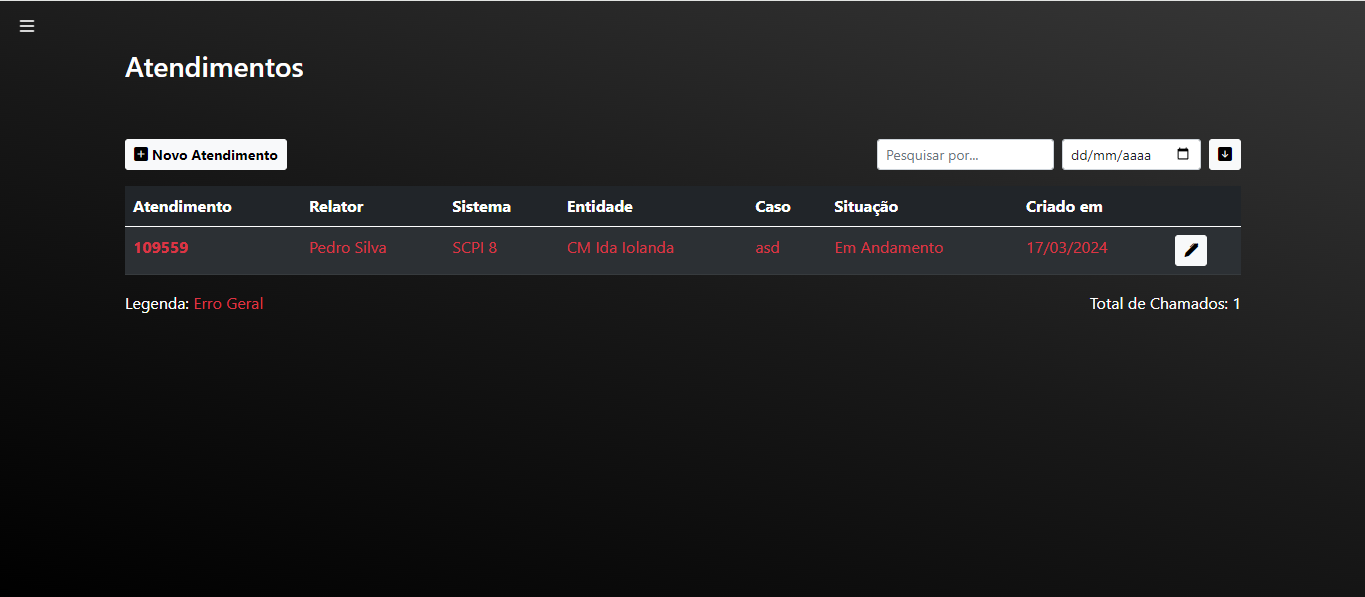 Atendimentos
Novo Atendimento Pesquisar por... dd/mm/aaaa
Atendimento Relator Sistema Entidade Caso Situação Criado em
109559 Pedro Silva SCPI 8 CM Ida Iolanda asd Em Andamento 17/03/2024
Legenda: Erro Geral Total de Chamados: 1